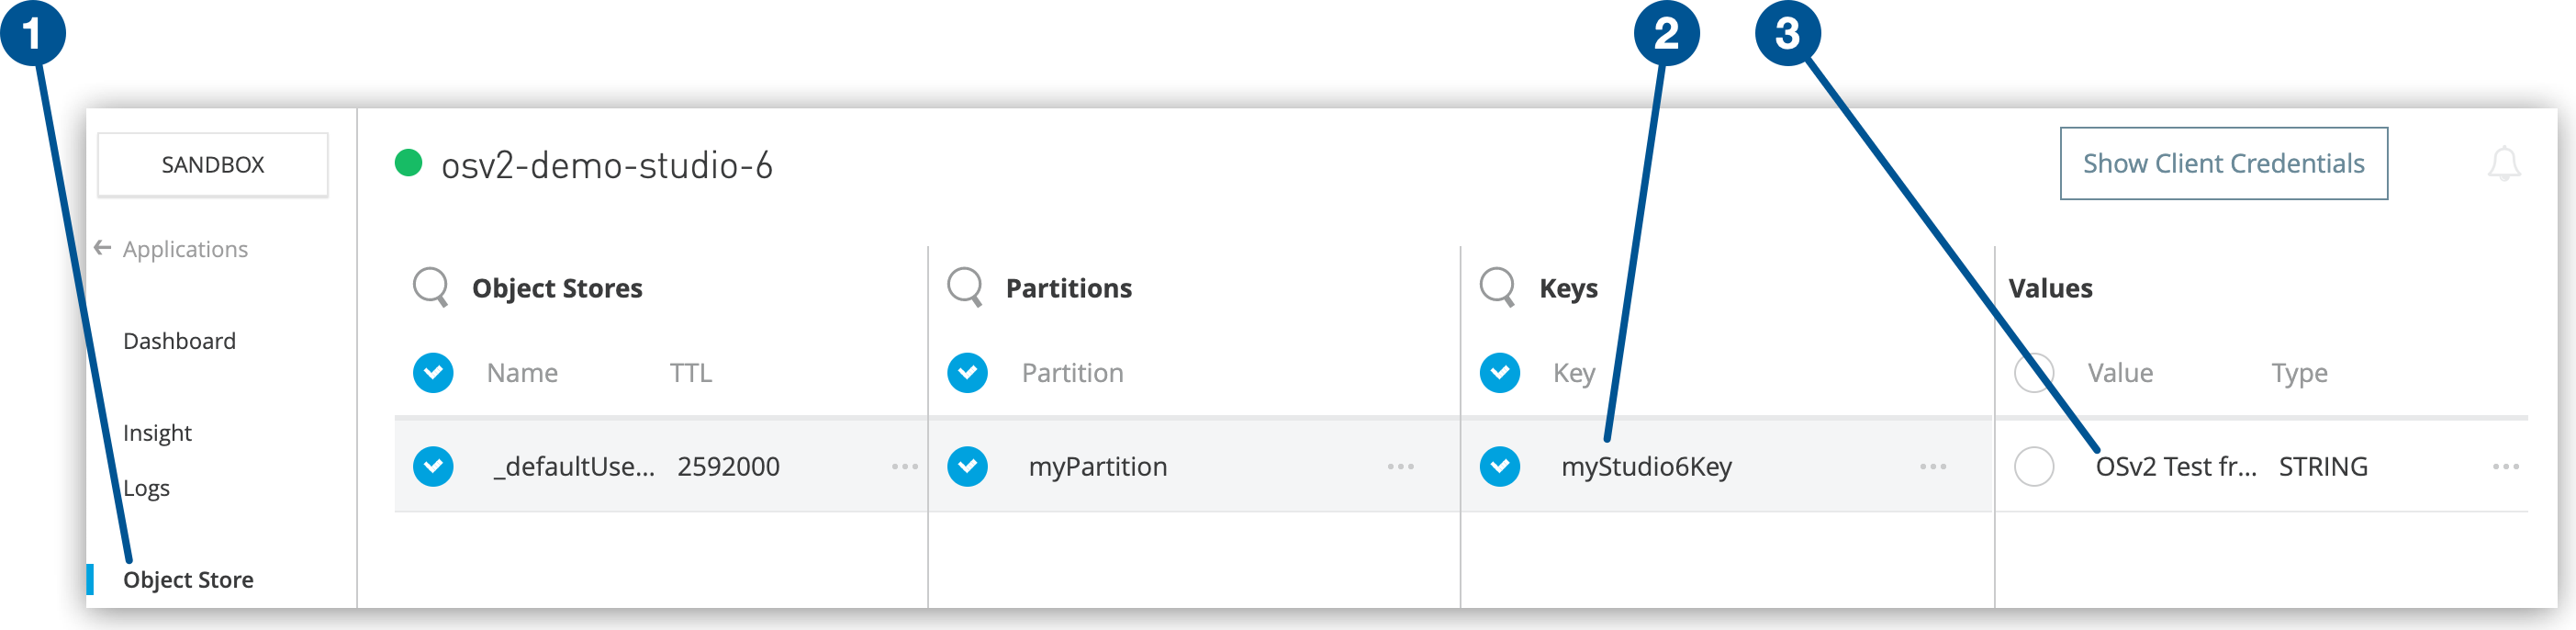 1 2 3
SANDBOX
osv2-demo-studio-6
Show Client Credentials
Applications
Dashboard
Insight
Logs
Object Store
Object Stores Partitions Keys Values
Name TTL Partition Key Value Type
_defaultUse... 2592000 myPartition myStudio6Key OSv2 Test fr... STRING